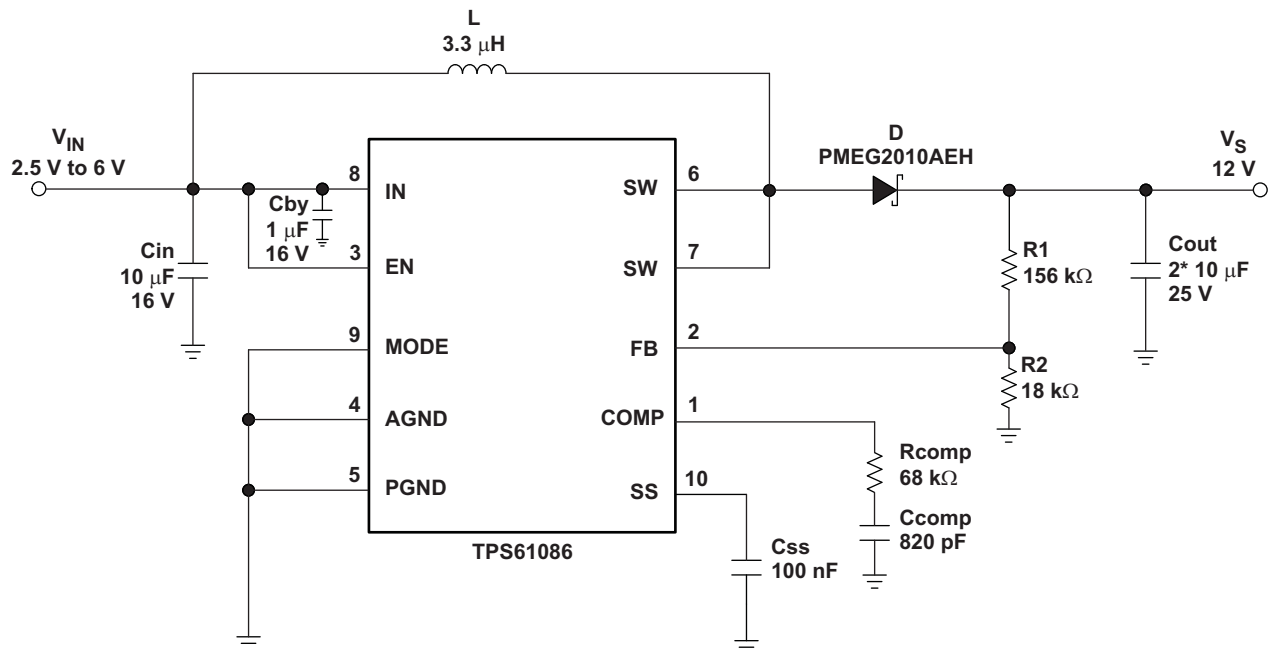 L
3.3 μH
VIN
2.5 V to 6 V
D
PMEG2010AEH
VS
12 V
8
IN
SW
6
Cby
1 μF
16 V
3
EN
SW
7
Cin
10 μF
16 V
R1
156 kΩ
Cout
2* 10 μF
25 V
9
MODE
FB
2
R2
18 kΩ
4
AGND
COMP
1
Rcomp
68 kΩ
5
PGND
SS
10
Ccomp
820 pF
TPS61086
Css
100 nF